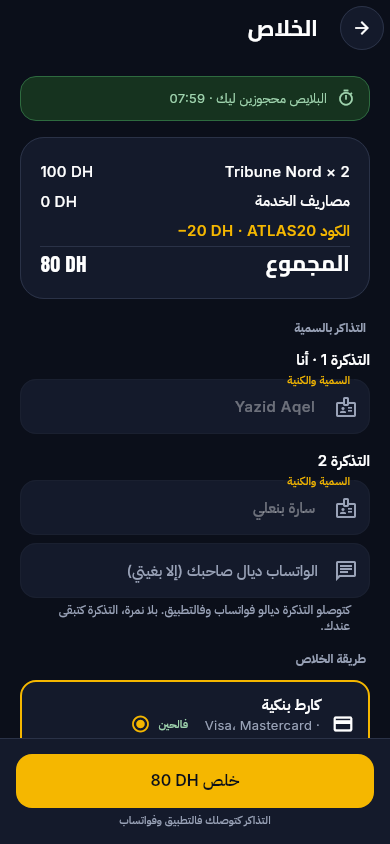 الخلاص
البلايص محجوزين ليك · 07:59
Tribune Nord × 2 100 DH
مصاريف الخدمة 0 DH
الكود ATLAS20 · −20 DH
المجموع 80 DH
التذاكر بالسمية
التذكرة 1 · أنا
السمية والكنية
Yazid Aqel
التذكرة 2
السمية والكنية
سارة بنعلي
الواتساب ديال صاحبك (إلا بغيتي)
كتوصلو التذكرة ديالو فواتساب وفالتطبيق. بلا نمرة، التذكرة كتبقى
عندك.
طريقة الخلاص
كارط بنكية
Visa، Mastercard · فالحين
خلص 80 DH
التذاكر كتوصلك فالتطبيق وفواتساب